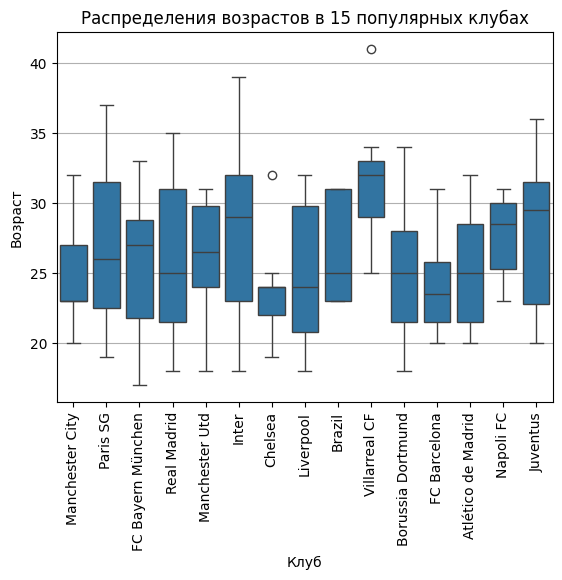 Распределения возрастов в 15 популярных клубах
Возраст
40
35
30
25
20
Manchester City
Paris SG
FC Bayern München
Real Madrid
Manchester Utd
Inter
Chelsea
Liverpool
Brazil
Villarreal CF
Borussia Dortmund
FC Barcelona
Atlético de Madrid
Napoli FC
Juventus
Клуб